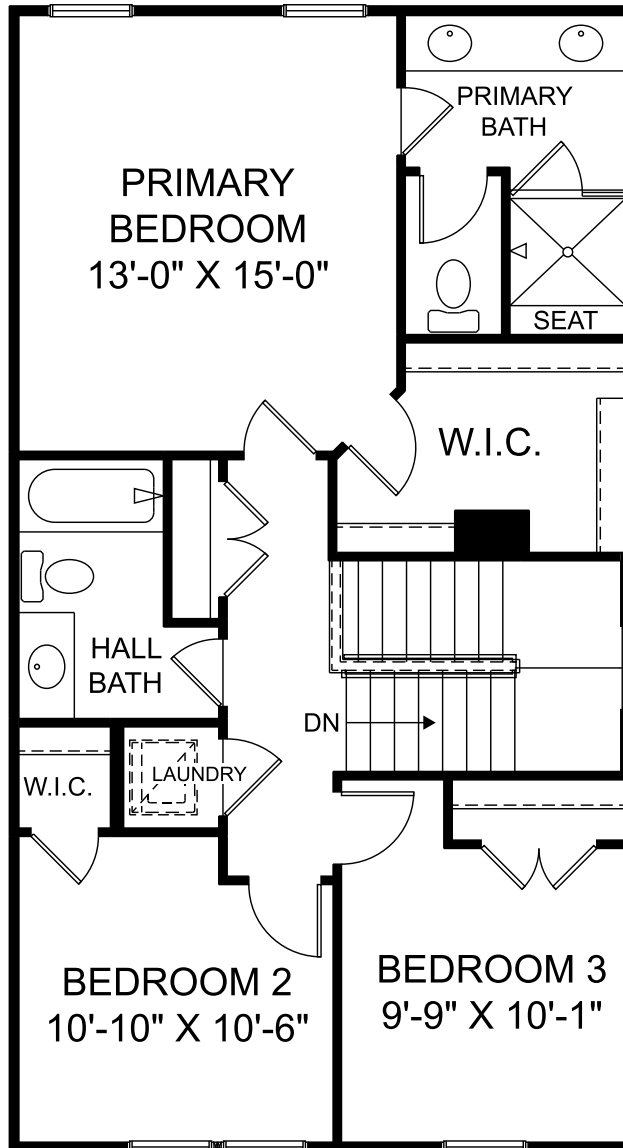 PRIMARY
BATH
PRIMARY
BEDROOM
13'-0" X 15'-0"
SEAT
W.I.C.
HALL
BATH
DN
LAUNDRY
W.I.C.
BEDROOM 2
10'-10" X 10'-6"
BEDROOM 3
9'-9" X 10'-1"